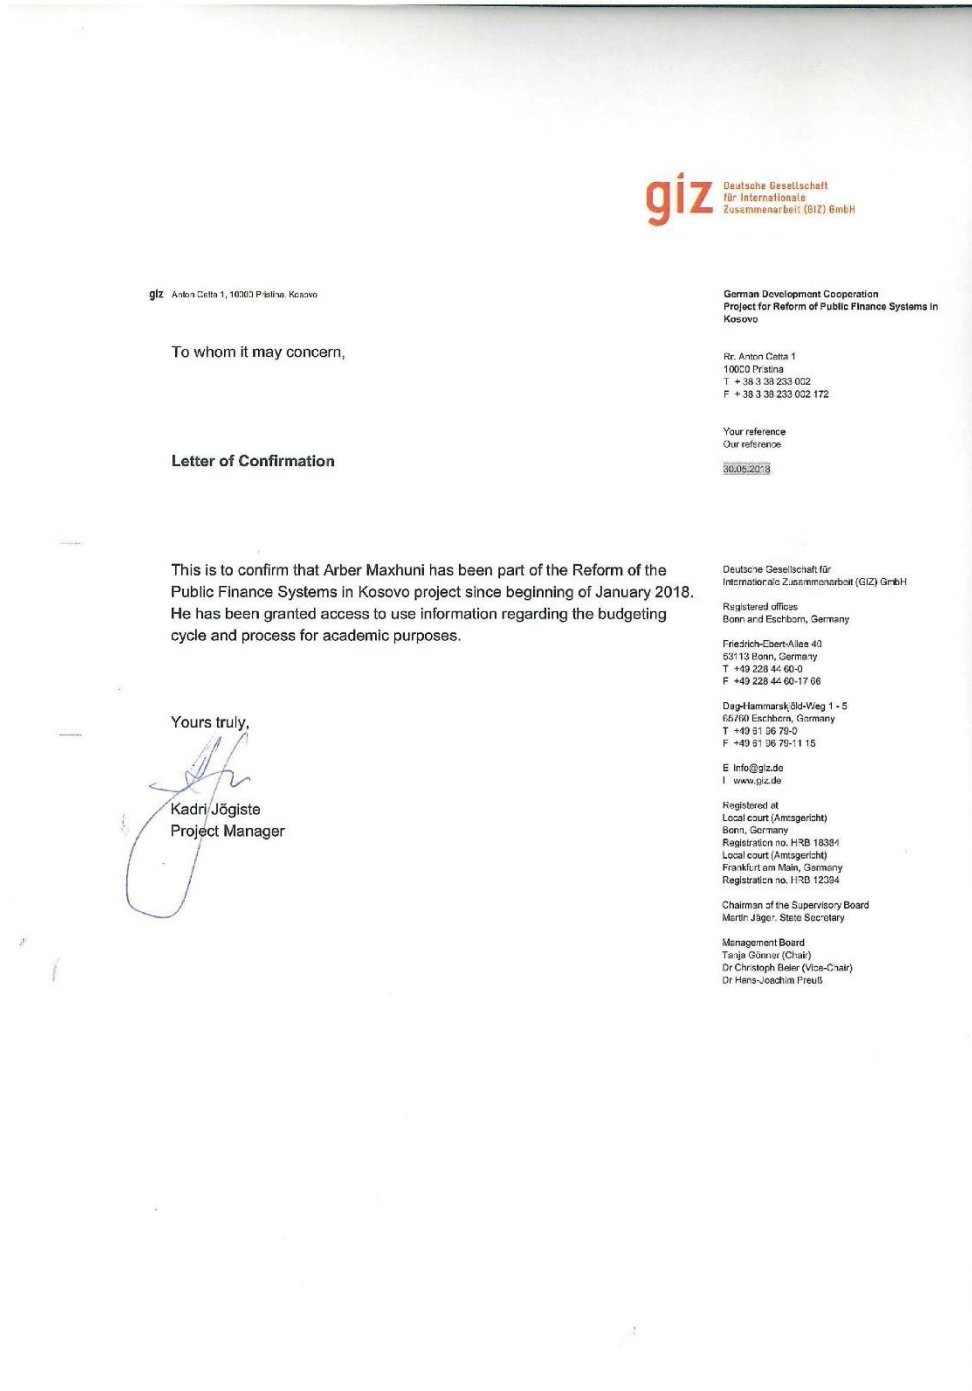 giz
Deutsche Gesellschaft
für Internationale
Zusammenarbeit (GIZ) GmbH
giz Anton Cetta 1, 10000 Pristina, Kosovo
To whom it may concern,
Letter of Confirmation
This is to confirm that Arber Maxhuni has been part of the Reform of the
Public Finance Systems in Kosovo project since beginning of January 2018.
He has been granted access to use information regarding the budgeting
cycle and process for academic purposes.
Yours truly,
Kadri Jõgiste
Project Manager
German Development Cooperation
Project for Reform of Public Finance Systems in
Kosovo
Rr. Anton Cetta 1
10000 Pristina
T + 38 3 38 233 002
F + 38 3 38 233 002 172
Your reference
Our reference
Deutsche Gesellschaft für
Internationale Zusammenarbeit (GIZ) GmbH
Registered offices
Bonn and Eschborn, Germany
Friedrich-Ebert-Allee 40
53113 Bonn, Germany
T +49 228 44 60-0
F +49 228 44 60-17 66
Dag-Hammarskjöld-Weg 1 - 5
65760 Eschborn, Germany
T +49 61 96 79-0
F +49 61 96 79-11 15
E info@giz.de
I www.giz.de
Registered at
Local court (Amtsgericht)
Bonn, Germany
Registration no. HRB 18384
Local court (Amtsgericht)
Frankfurt am Main, Germany
Registration no. HRB 12394
Chairman of the Supervisory Board
Martin Jäger, State Secretary
Management Board
Tanja Gönner (Chair)
Dr Christoph Beier (Vice-Chair)
Dr Hans-Joachim Preuß